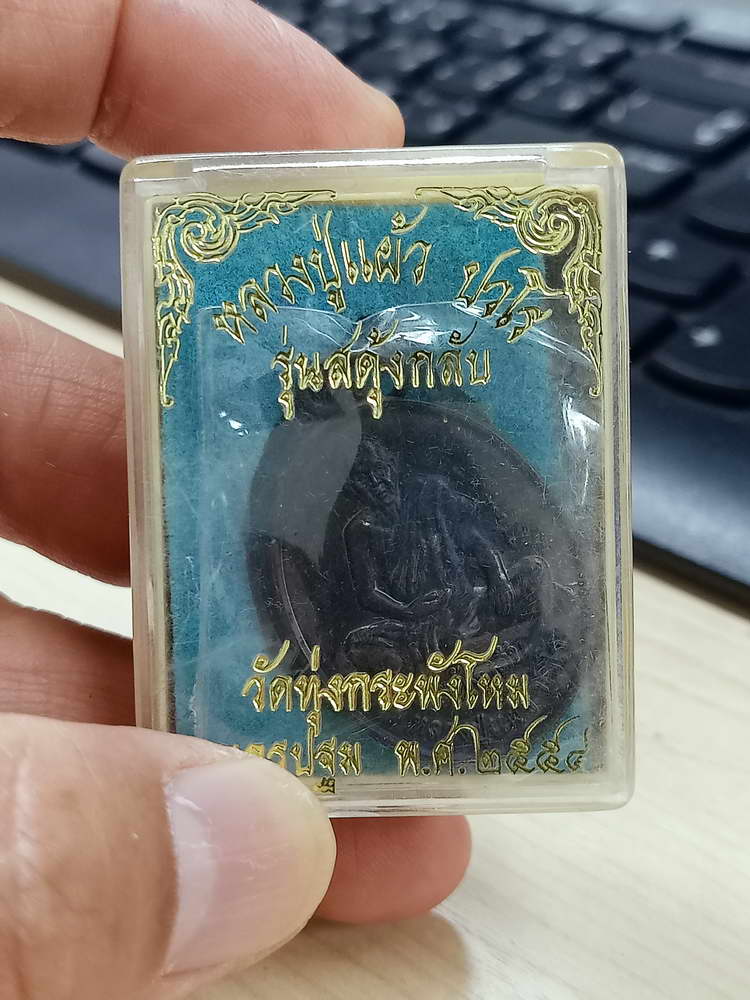 หลวงปู่แผ้ว ปวโร
รุ่นสดุ้งกลับ
วัดทุ่งกระพังโหม
นครปฐม พ.ศ.๒๕๕๔